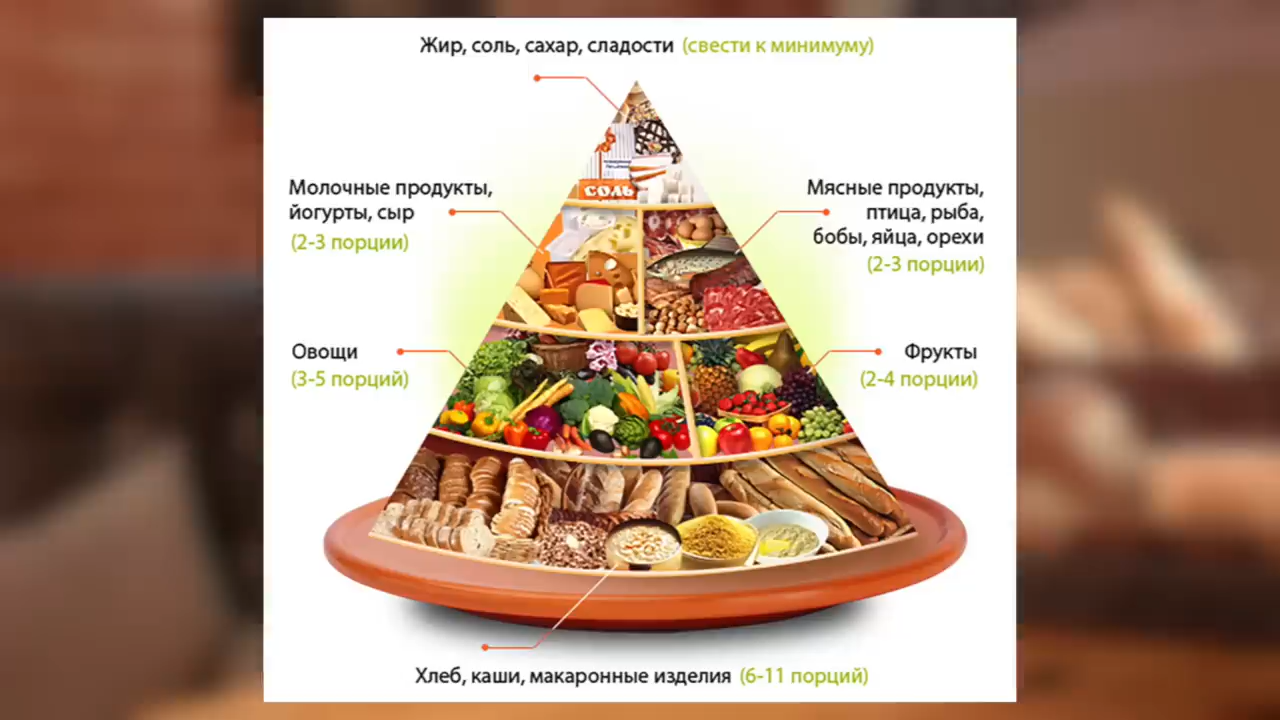 Жир, соль, сахар, сладости (свести к минимуму)
Молочные продукты,
йогурты, сыр
(2-3 порции)
Мясные продукты,
птица, рыба,
бобы, яйца, орехи
(2-3 порции)
СОЛЬ
Овощи
(3-5 порций)
Фрукты
(2-4 порции)
Хлеб, каши, макаронные изделия (6-11 порций)